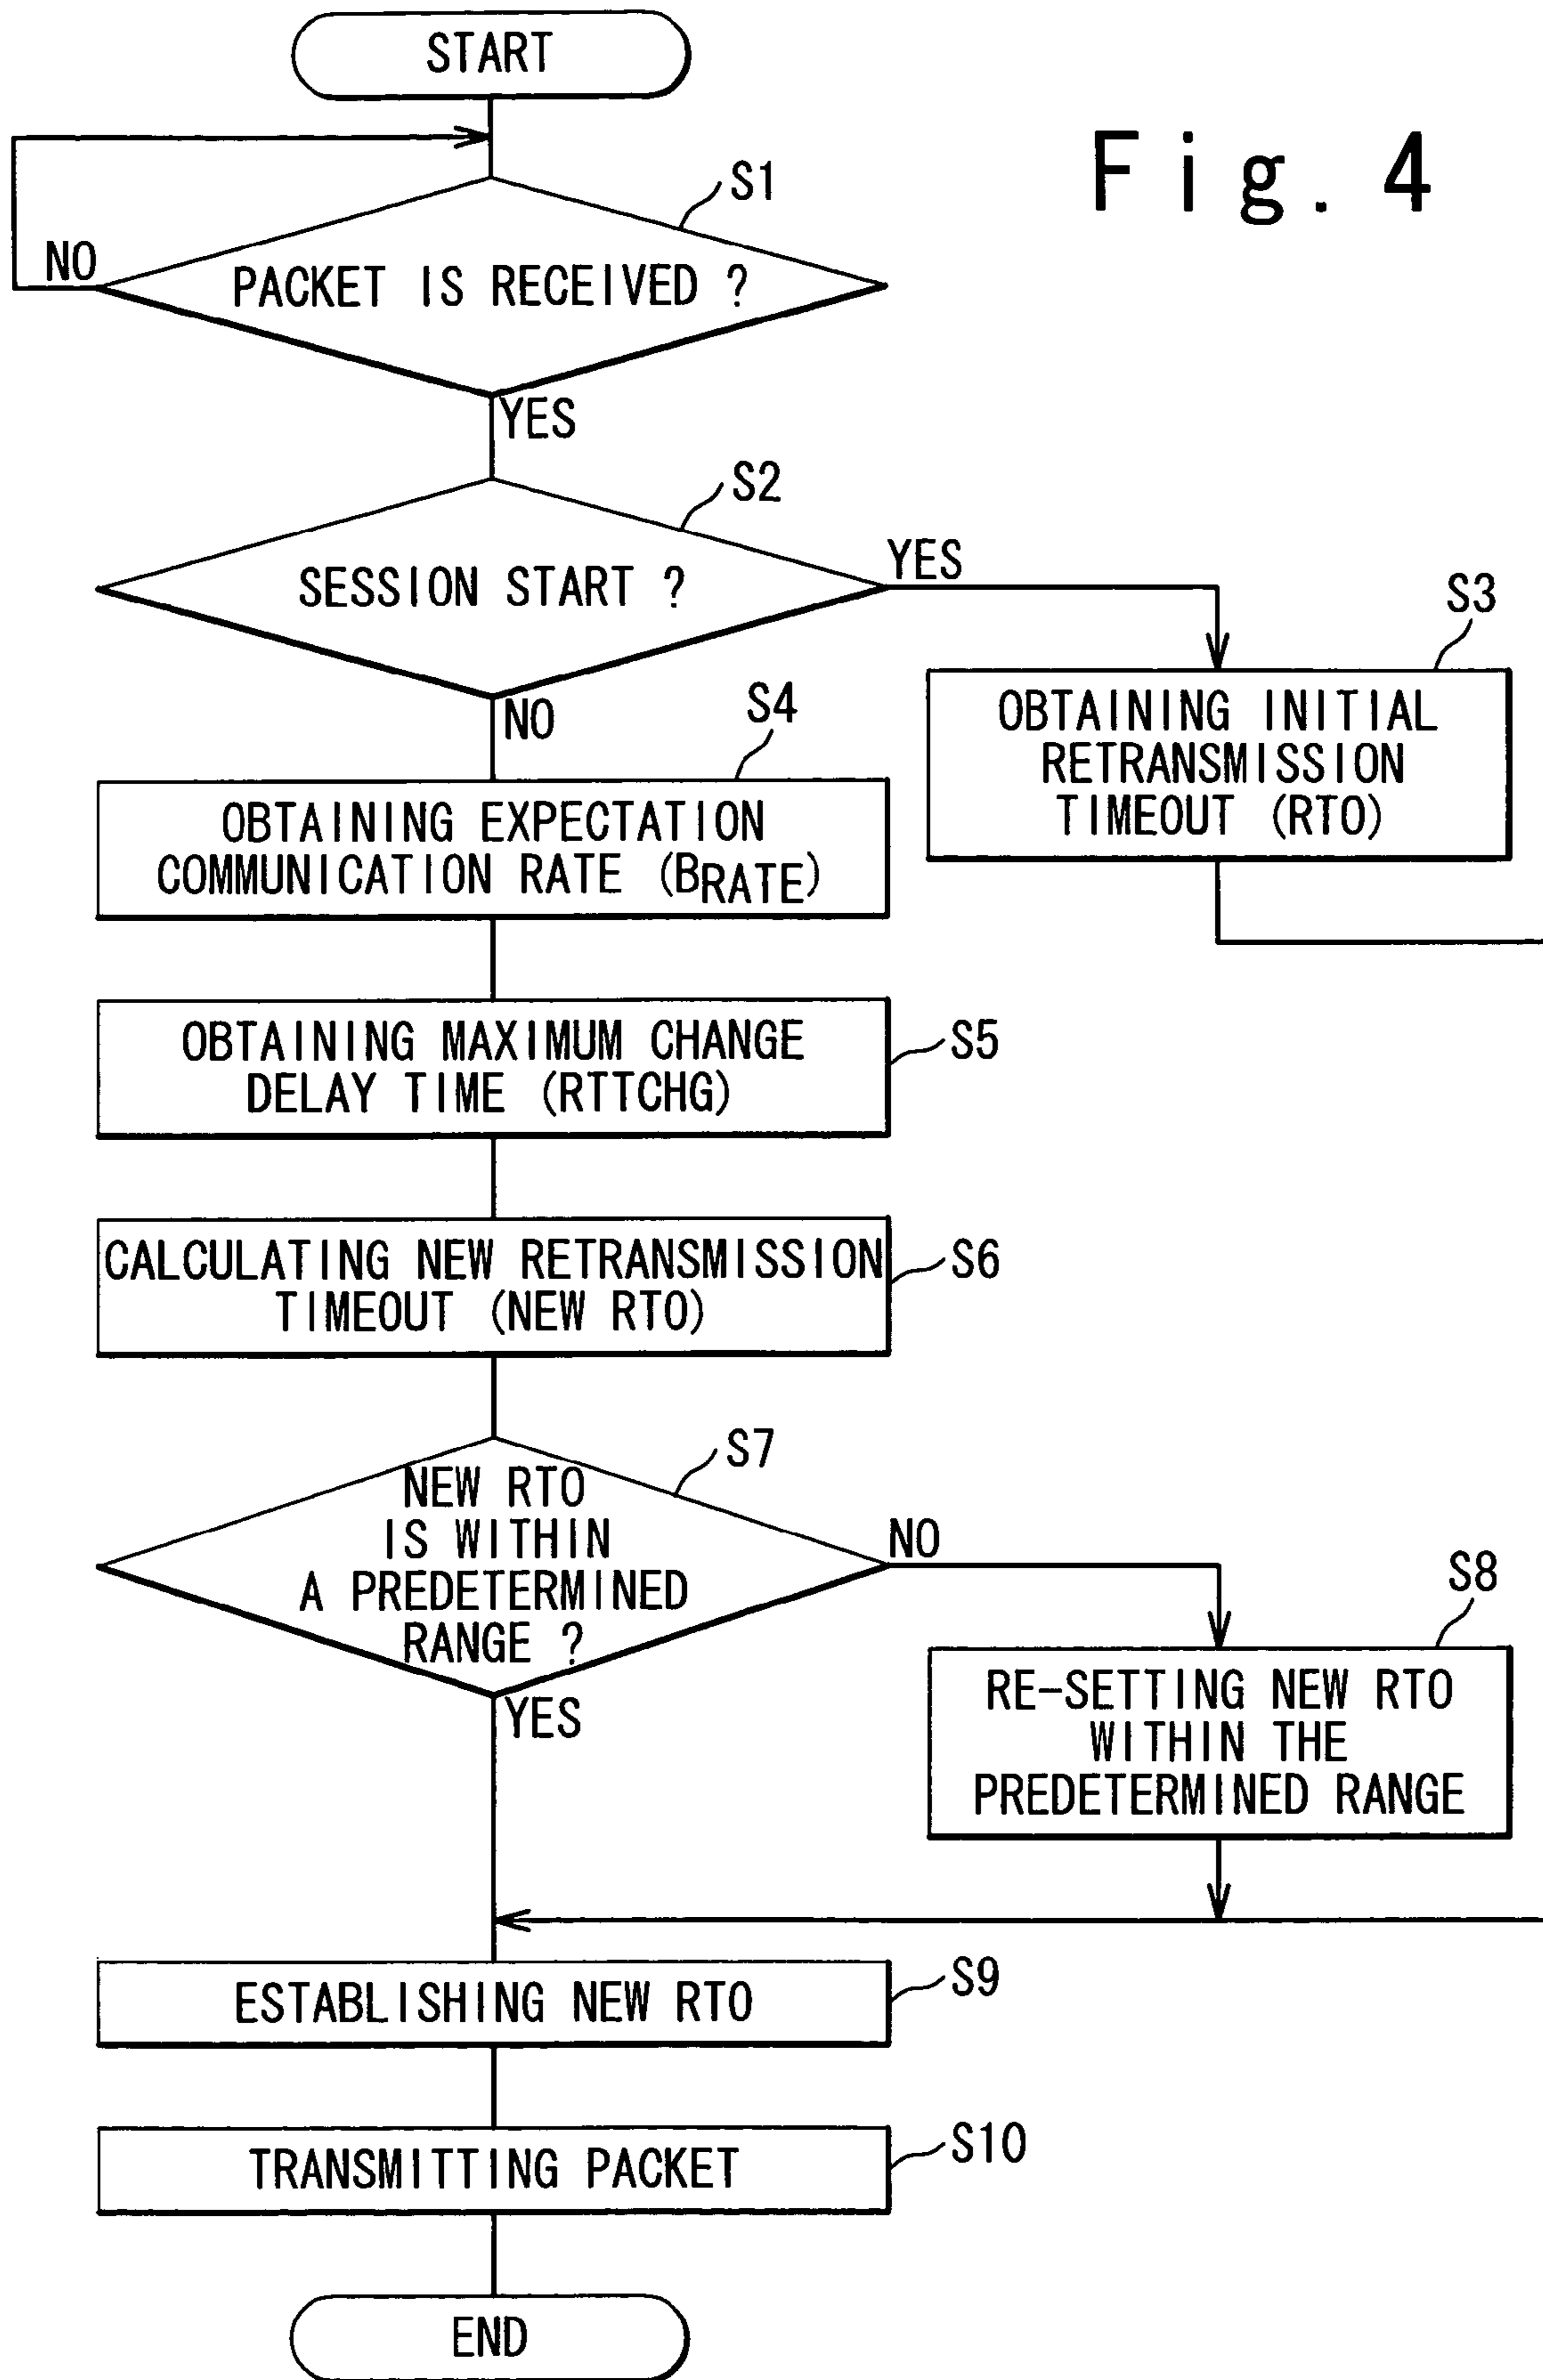 START
Fig. 4
S1
NO
PACKET IS RECEIVED ?
YES
S2
SESSION START ?
YES
S3
NO
OBTAINING INITIAL
RETRANSMISSION
TIMEOUT (RTO)
S4
OBTAINING EXPECTATION
COMMUNICATION RATE (BRATE)
OBTAINING MAXIMUM CHANGE
DELAY TIME (RTTCHG)
S5
CALCULATING NEW RETRANSMISSION
TIMEOUT (NEW RTO)
S6
S7
NEW RTO
IS WITHIN
A PREDETERMINED
RANGE ?
NO
S8
YES
RE-SETTING NEW RTO
WITHIN THE
PREDETERMINED RANGE
ESTABLISHING NEW RTO
S9
TRANSMITTING PACKET
S10
END